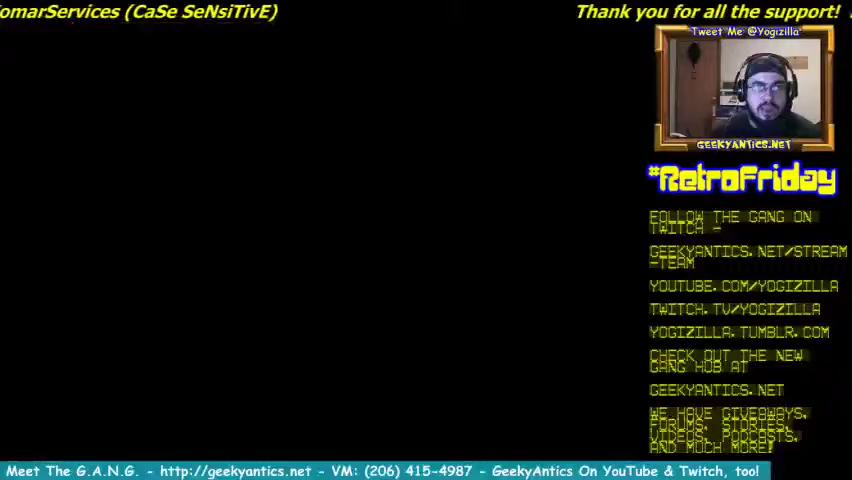 omarServices (CaSe SeNsiTivE)
Thank you for all the support!
Tweet Me @Yogizilla
GEEKYANTiCS.NET
#RetroFriday
FOLLOW THE GANG ON
TWITCH -
GEEKYANTICS.NET/STREAM
-TEAM
YOUTUBE.COM/YOGIZILLA
TWITCH.TV/YOGIZILLA
YOGIZILLA.TUMBLR.COM
CHECK OUT THE NEW
GANG HUB AT
GEEKYANTICS.NET
WE HAVE GIVEAWAYS,
FORUMS, STORIES,
VIDEOS, PODCASTS,
AND MUCH MORE!
Meet The G.A.N.G. - http://geekyantics.net - VM: (206) 415-4987 - GeekyAntics On YouTube & Twitch, too!